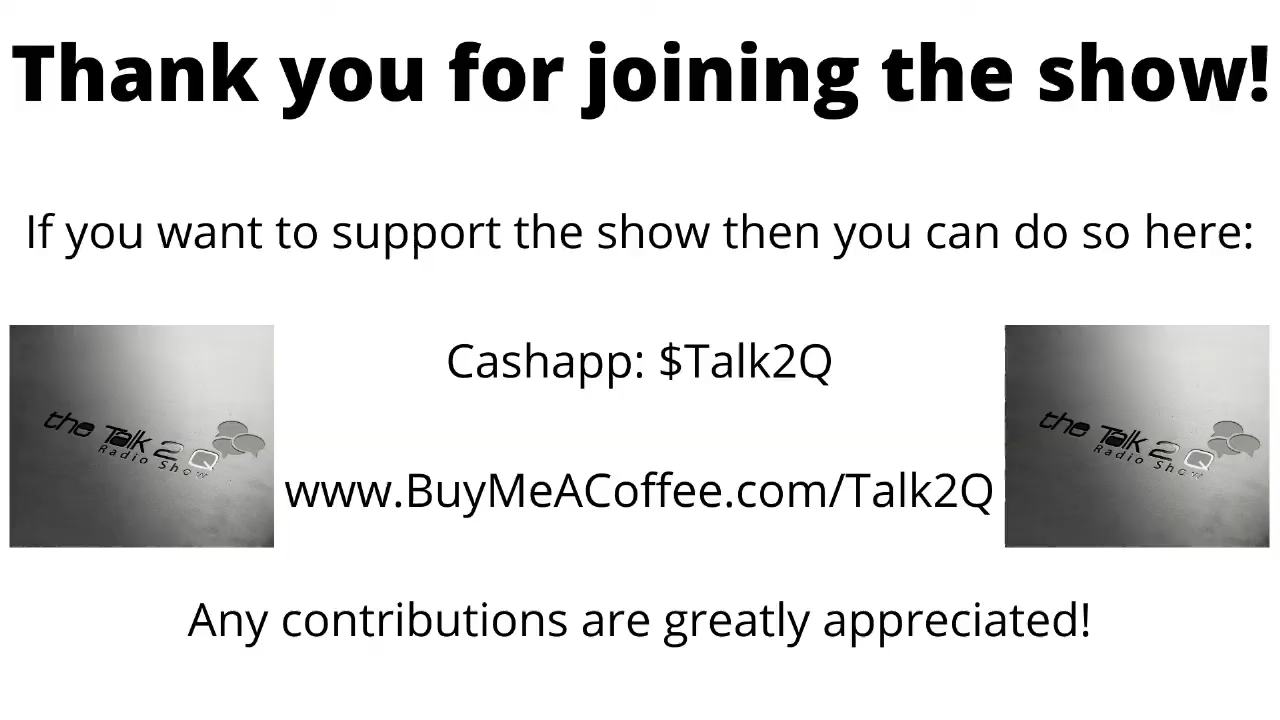 Thank you for joining the show!
If you want to support the show then you can do so here:
Cashapp: $Talk2Q
the Talk 2 Q
Radio Show
the Talk 2 Q
Radio Show
www.BuyMeACoffee.com/Talk2Q
Any contributions are greatly appreciated!